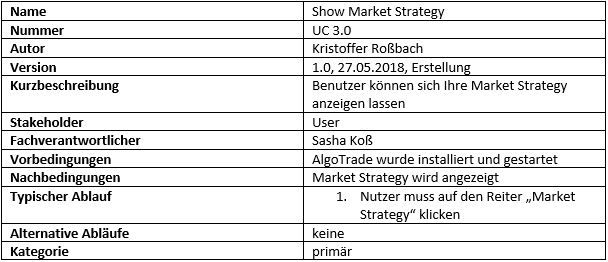 Name Show Market Strategy
Nummer UC 3.0
Autor Kristoffer Roßbach
Version 1.0, 27.05.2018, Erstellung
Kurzbeschreibung Benutzer können sich Ihre Market Strategy
anzeigen lassen
Stakeholder User
Fachverantwortlicher Sasha Koß
Vorbedingungen AlgoTrade wurde installiert und gestartet
Nachbedingungen Market Strategy wird angezeigt
Typischer Ablauf 1. Nutzer muss auf den Reiter „Market
Strategy“ klicken
Alternative Abläufe keine
Kategorie primär